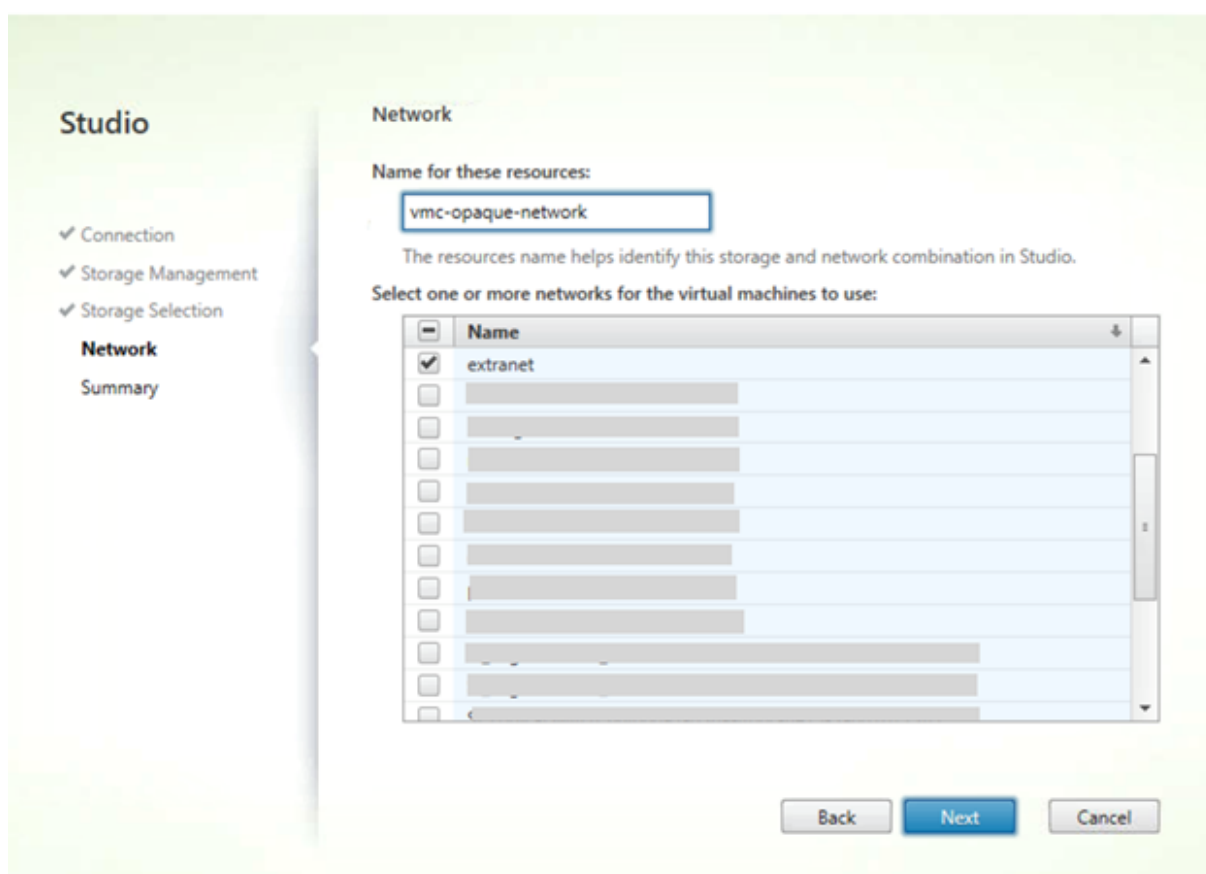 Studio
Connection
Storage Management
Storage Selection
Network
Summary
Network
Name for these resources:
vmc-opaque-network
The resources name helps identify this storage and network combination in Studio.
Select one or more networks for the virtual machines to use:
Name
extranet
Back
Next
Cancel